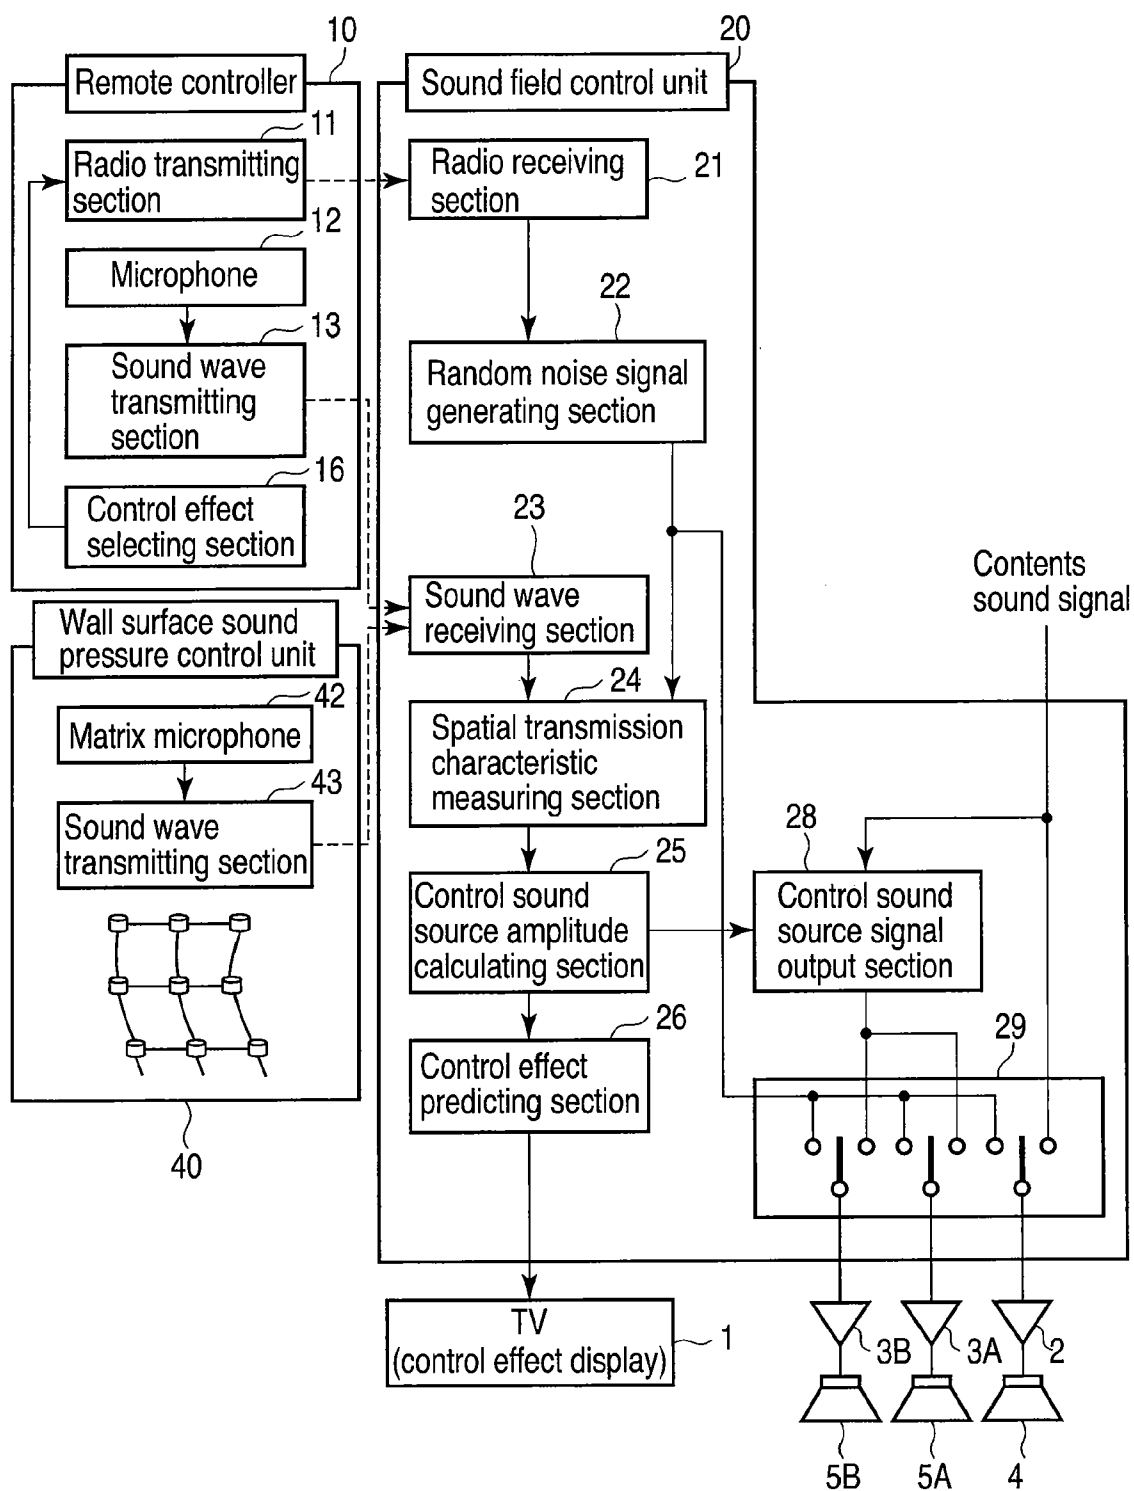 10
Remote controller
11
Radio transmitting
section
12
Microphone
13
Sound wave
transmitting
section
16
Control effect
selecting section
Wall surface sound
pressure control unit
42
Matrix microphone
43
Sound wave
transmitting section
40
20
Sound field control unit
Radio receiving
section
21
22
Random noise signal
generating section
23
Sound wave
receiving section
24
Spatial transmission
characteristic
measuring section
25
Control sound
source amplitude
calculating section
26
Control effect
predicting section
Contents
sound signal
28
Control sound
source signal
output section
29
TV
(control effect display)
1
3B
3A
2
5B
5A
4